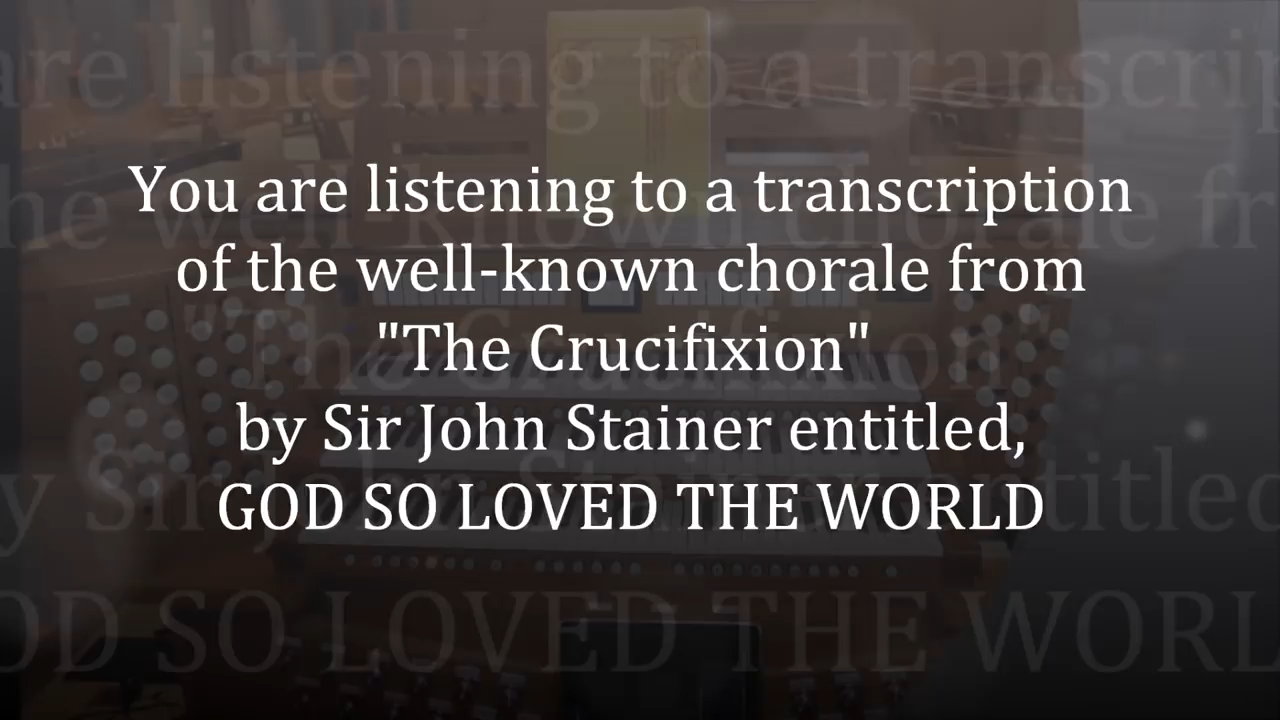 You are listening to a transcription
of the well-known chorale from
"The Crucifixion"
by Sir John Stainer entitled,
GOD SO LOVED THE WORLD